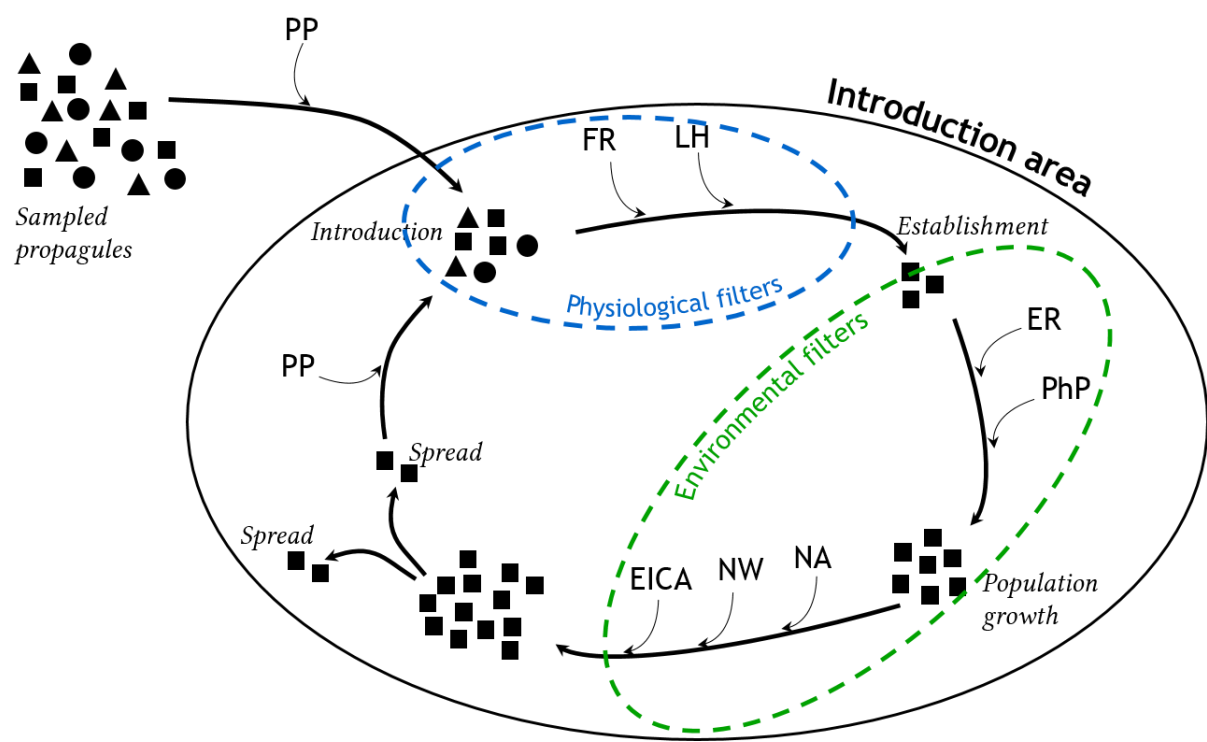 PP
Introduction area
FR
LH
Sampled
propagules
Introduction
Establishment
Physiological filters
ER
Environmental filters
PP
PhP
Spread
Spread
EICA
NW
NA
Population
growth